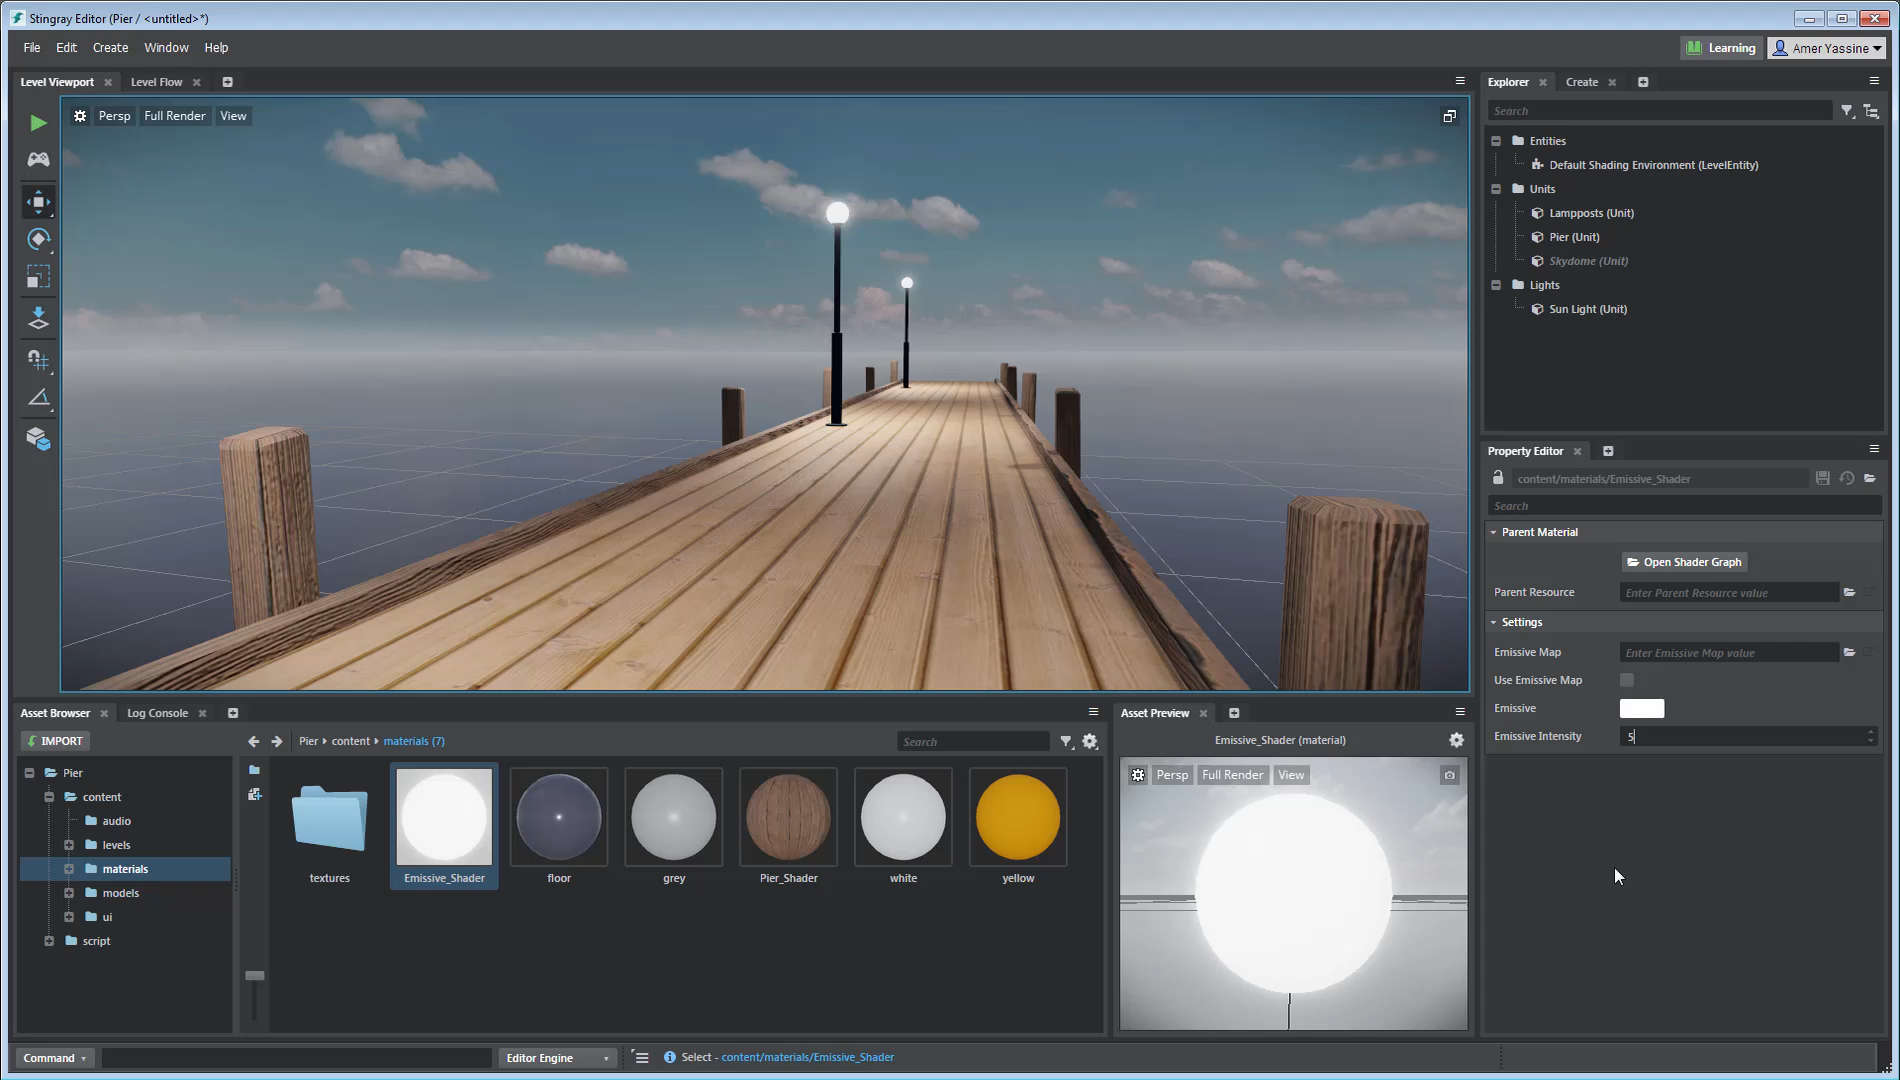 Stingray Editor (Pier / <untitled>*)
File Edit Create Window Help
Learning
Amer Yassine
Level Viewport
Level Flow
Persp Full Render View
Explorer
Create
Search
Entities
Default Shading Environment (LevelEntity)
Units
Lampposts (Unit)
Pier (Unit)
Skydome (Unit)
Lights
Sun Light (Unit)
Property Editor
content/materials/Emissive_Shader
Search
Parent Material
Open Shader Graph
Parent Resource Enter Parent Resource value
Settings
Emissive Map Enter Emissive Map value
Use Emissive Map
Emissive
Emissive Intensity 5
Asset Browser
Log Console
IMPORT
Pier content materials (7)
Search
Pier
content
audio
levels
materials
models
ui
script
textures
Emissive_Shader
floor
grey
Pier_Shader
white
yellow
Asset Preview
Emissive_Shader (material)
Persp Full Render View
Command
Editor Engine
Select - content/materials/Emissive_Shader